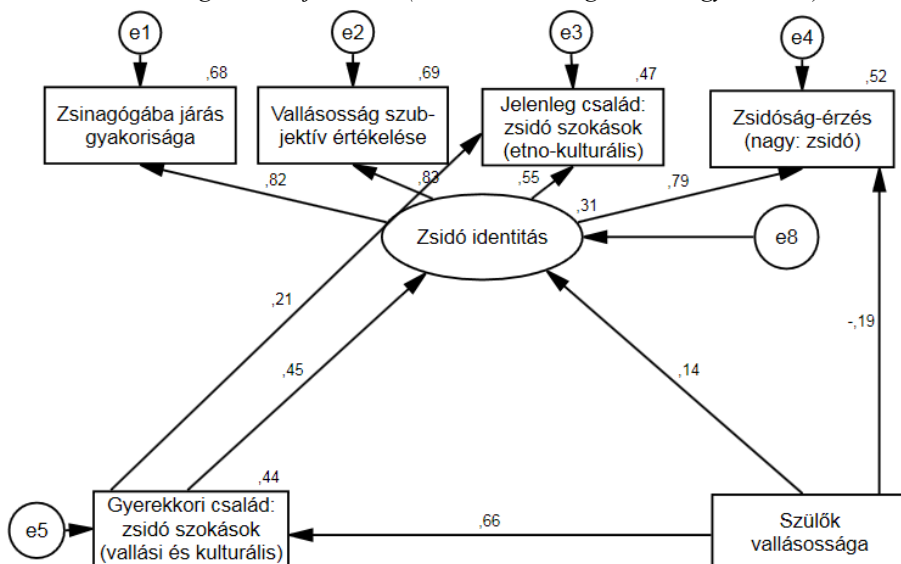 e1
e2
e3
e4
,68
,69
,47
,52
Zsinagógába járás
gyakorisága
Vallásosság szub-
jektív értékelése
Jelenleg család:
zsidó szokások
(etno-kulturális)
Zsidóság-érzés
(nagy: zsidó)
,82
,83
,55
,79
,31
Zsidó identitás
e8
,21
,45
,14
-,19
,44
e5
Gyerekkori család:
zsidó szokások
(vallási és kulturális)
,66
Szülők
vallásossága